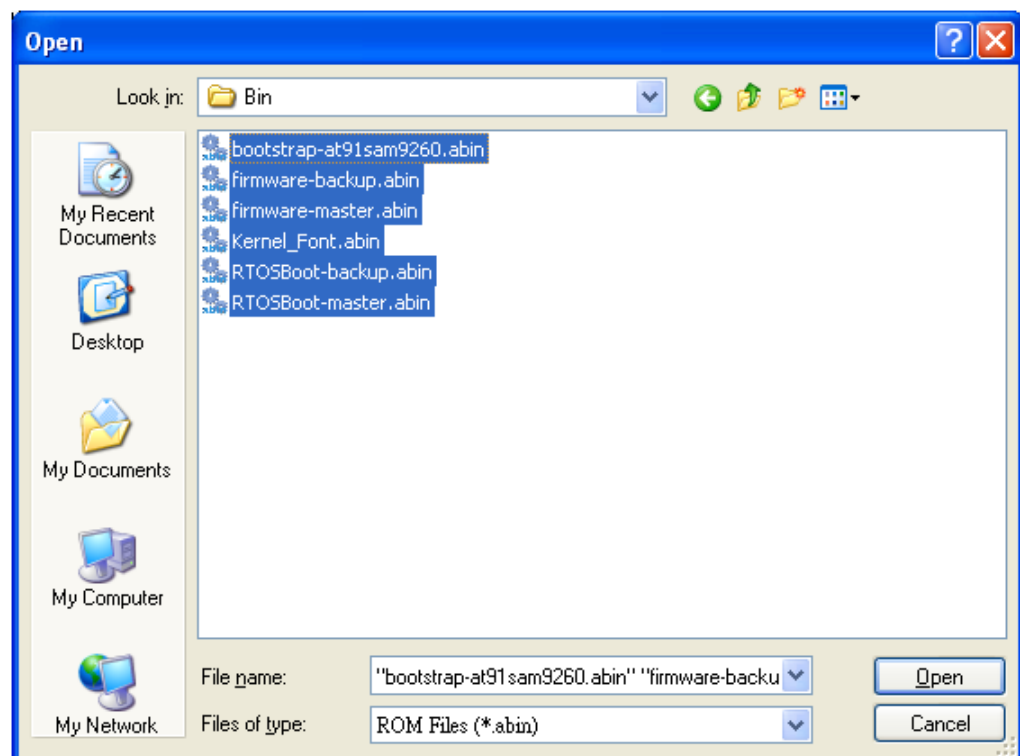 Open
Look in:
Bin
bootstrap-at91sam9260.abin
firmware-backup.abin
firmware-master.abin
Kernel_Font.abin
RTOSBoot-backup.abin
RTOSBoot-master.abin
My Recent
Documents
Desktop
My Documents
My Computer
My Network
File name:
"bootstrap-at91sam9260.abin" "firmware-backu
Open
Files of type:
ROM Files (*.abin)
Cancel